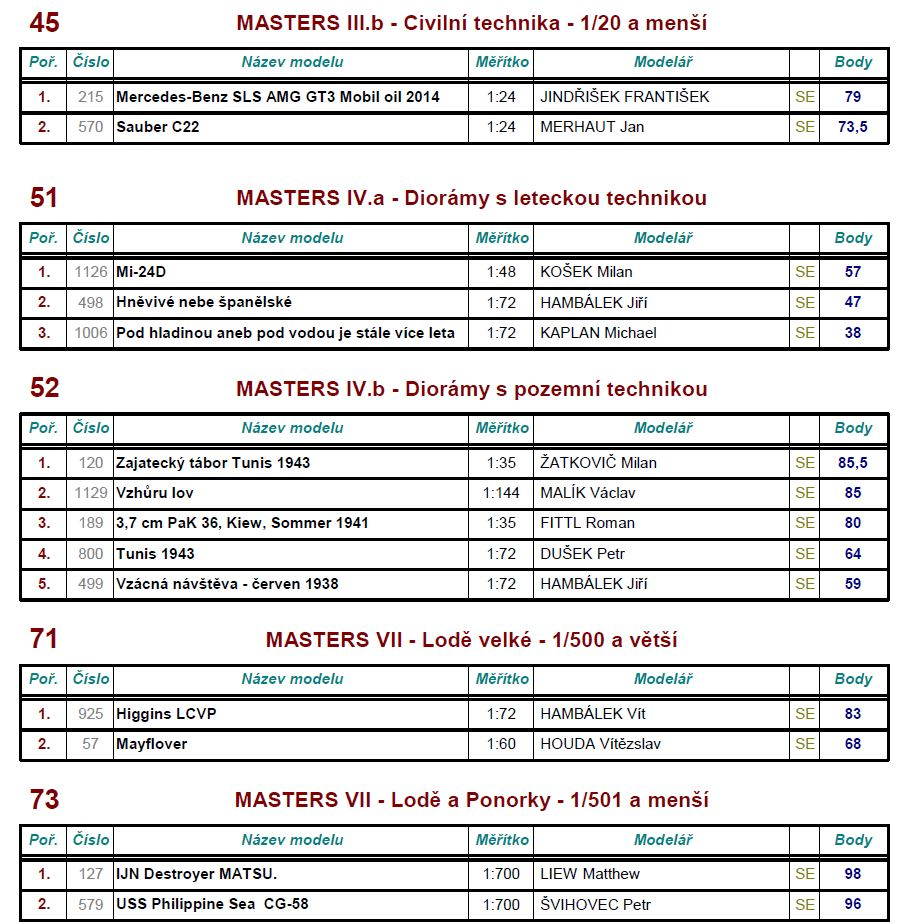 45 MASTERS III.b - Civilní technika - 1/20 a menší
Poř. Číslo Název modelu Měřítko Modelář Body
1. 215 Mercedes-Benz SLS AMG GT3 Mobil oil 2014 1:24 JINDŘIŠEK FRANTIŠEK SE 79
2. 570 Sauber C22 1:24 MERHAUT Jan SE 73,5
51 MASTERS IV.a - Diorámy s leteckou technikou
Poř. Číslo Název modelu Měřítko Modelář Body
1. 1126 Mi-24D 1:48 KOŠEK Milan SE 57
2. 498 Hněvivé nebe španělské 1:72 HAMBÁLEK Jiří SE 47
3. 1006 Pod hladinou aneb pod vodou je stále více leta 1:72 KAPLAN Michael SE 38
52 MASTERS IV.b - Diorámy s pozemní technikou
Poř. Číslo Název modelu Měřítko Modelář Body
1. 120 Zajatecký tábor Tunis 1943 1:35 ŽATKOVIČ Milan SE 85,5
2. 1129 Vzhůru lov 1:144 MALÍK Václav SE 85
3. 189 3,7 cm PaK 36, Kiew, Sommer 1941 1:35 FITTL Roman SE 80
4. 800 Tunis 1943 1:72 DUŠEK Petr SE 64
5. 499 Vzácná návštěva - červen 1938 1:72 HAMBÁLEK Jiří SE 59
71 MASTERS VII - Lodě velké - 1/500 a větší
Poř. Číslo Název modelu Měřítko Modelář Body
1. 925 Higgins LCVP 1:72 HAMBÁLEK Vít SE 83
2. 57 Mayflover 1:60 HOUDA Vítězslav SE 68
73 MASTERS VII - Lodě a Ponorky - 1/501 a menší
Poř. Číslo Název modelu Měřítko Modelář Body
1. 127 IJN Destroyer MATSU. 1:700 LIEW Matthew SE 98
2. 579 USS Philippine Sea CG-58 1:700 ŠVIHOVEC Petr SE 96